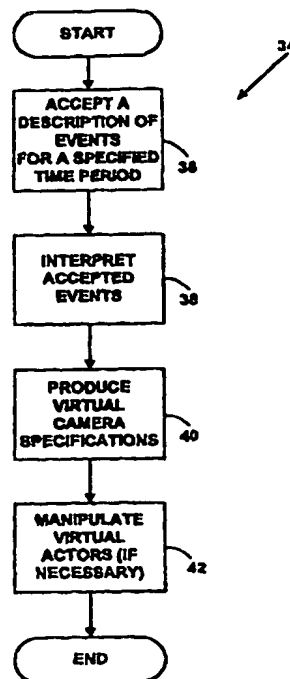 START
34
ACCEPT A
DESCRIPTION OF
EVENTS
FOR A SPECIFIED
TIME PERIOD
38
INTERPRET
ACCEPTED
EVENTS
38
PRODUCE
VIRTUAL
CAMERA
SPECIFICATIONS
40
MANIPULATE
VIRTUAL
ACTORS (IF
NECESSARY)
42
END